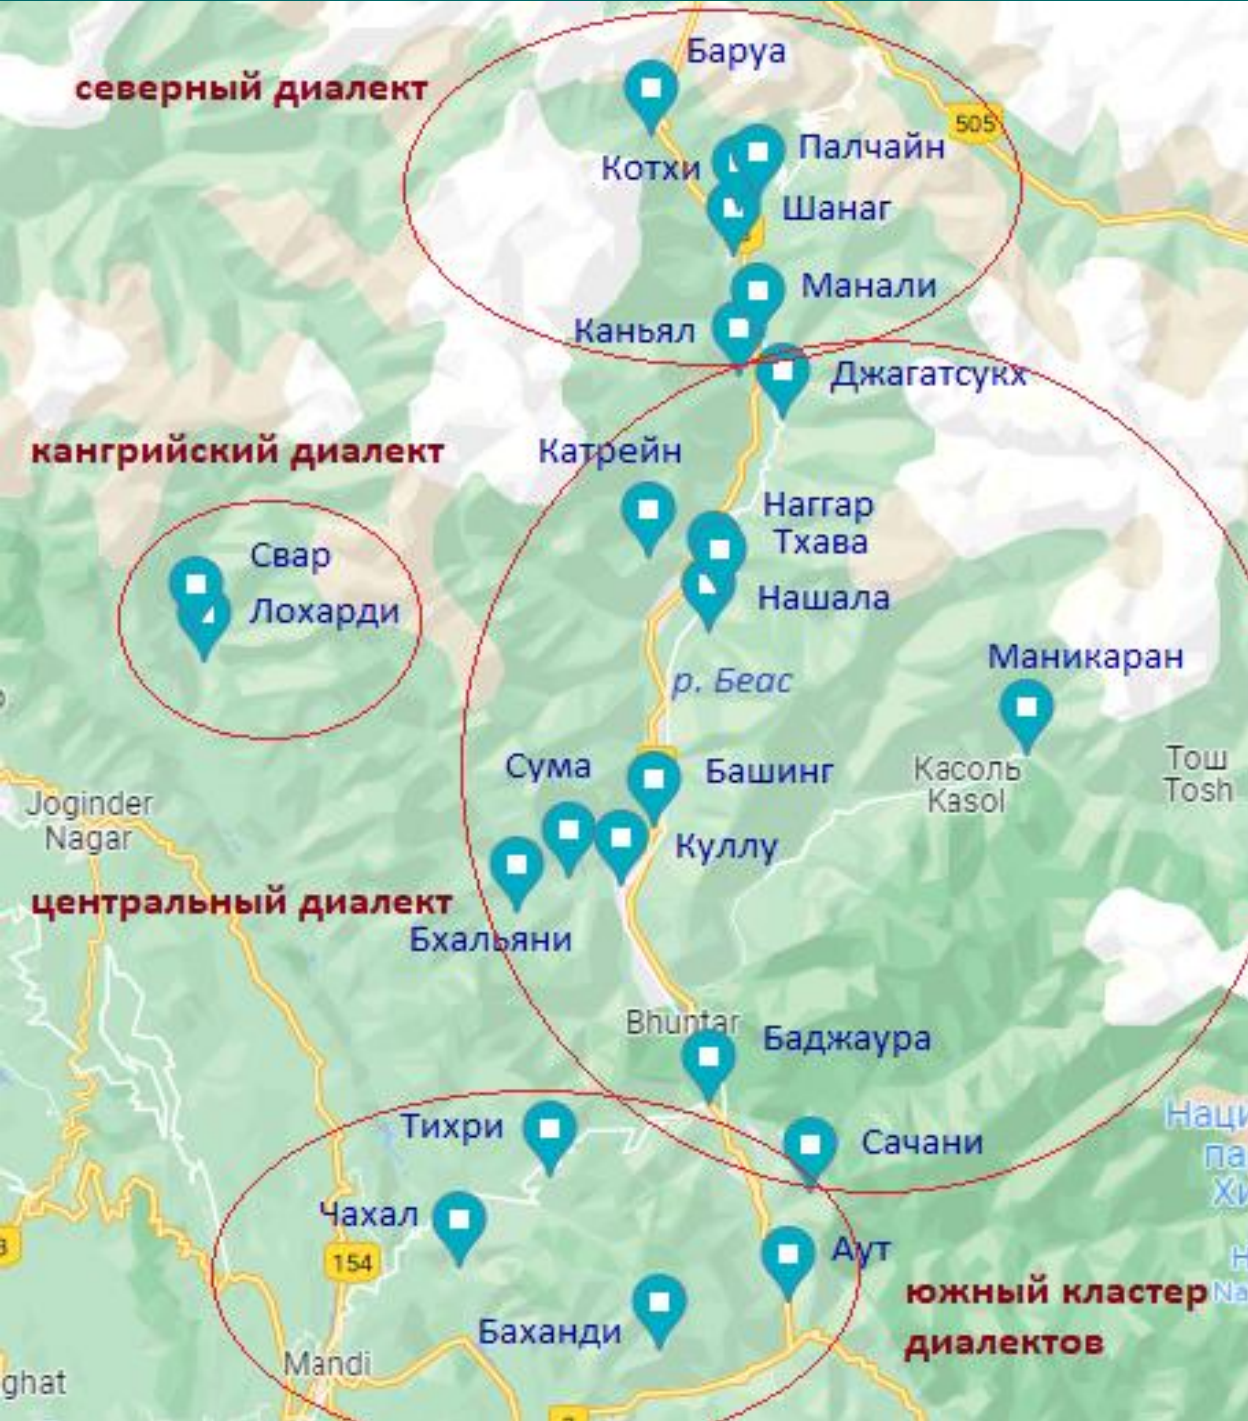 Баруа
северный диалект
505
Палчайн
Котхи
Шанаг
Манали
Каньял
Джагатсукх
кангрийский диалект
Катрейн
Наггар
Свар
Тхава
Лохарди
Нашала
Маникаран
р. Беас
Сума
Башинг
Касоль
Kasol
Тош
Tosh
Joginder
Nagar
Куллу
центральный диалект
Бхальяни
Bhuntar
Баджаура
Тихри
Сачани
Чахал
154
Аут
южный кластер
диалектов
Баханди
Mandi
ghat